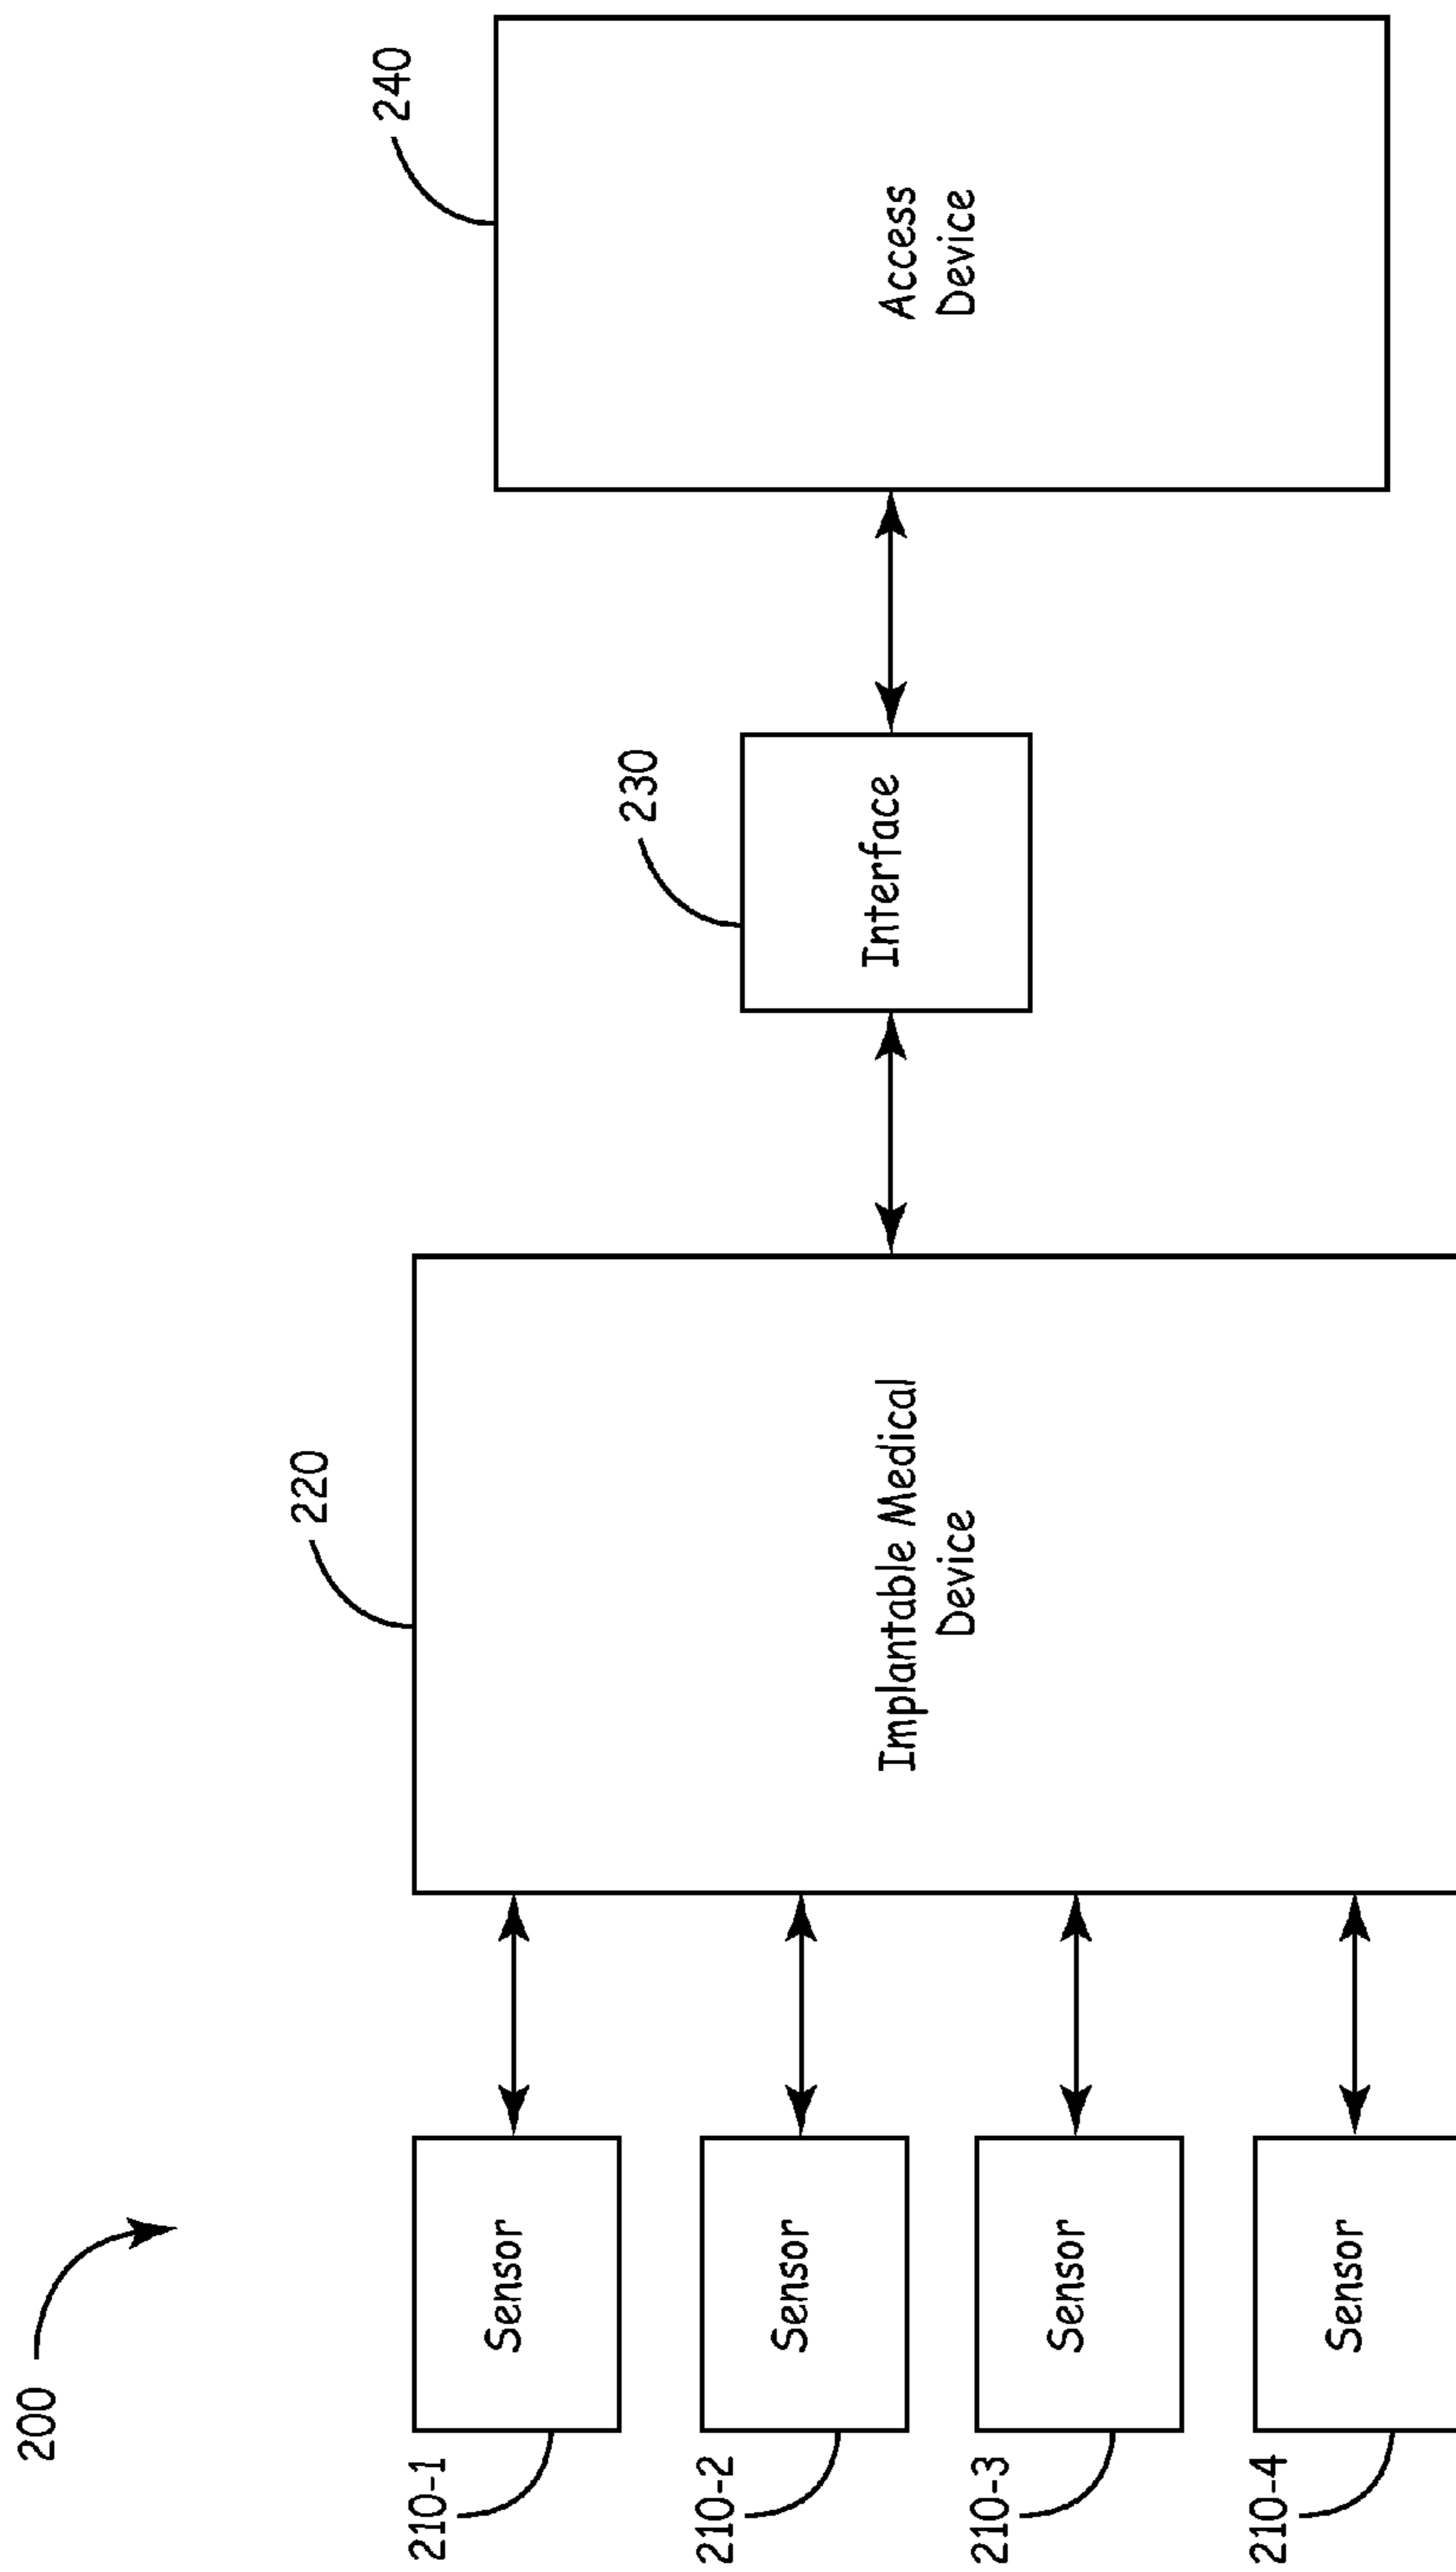 200
210-1
Sensor
210-2
Sensor
210-3
Sensor
210-4
Sensor
220
Implantable Medical
Device
230
Interface
240
Access
Device